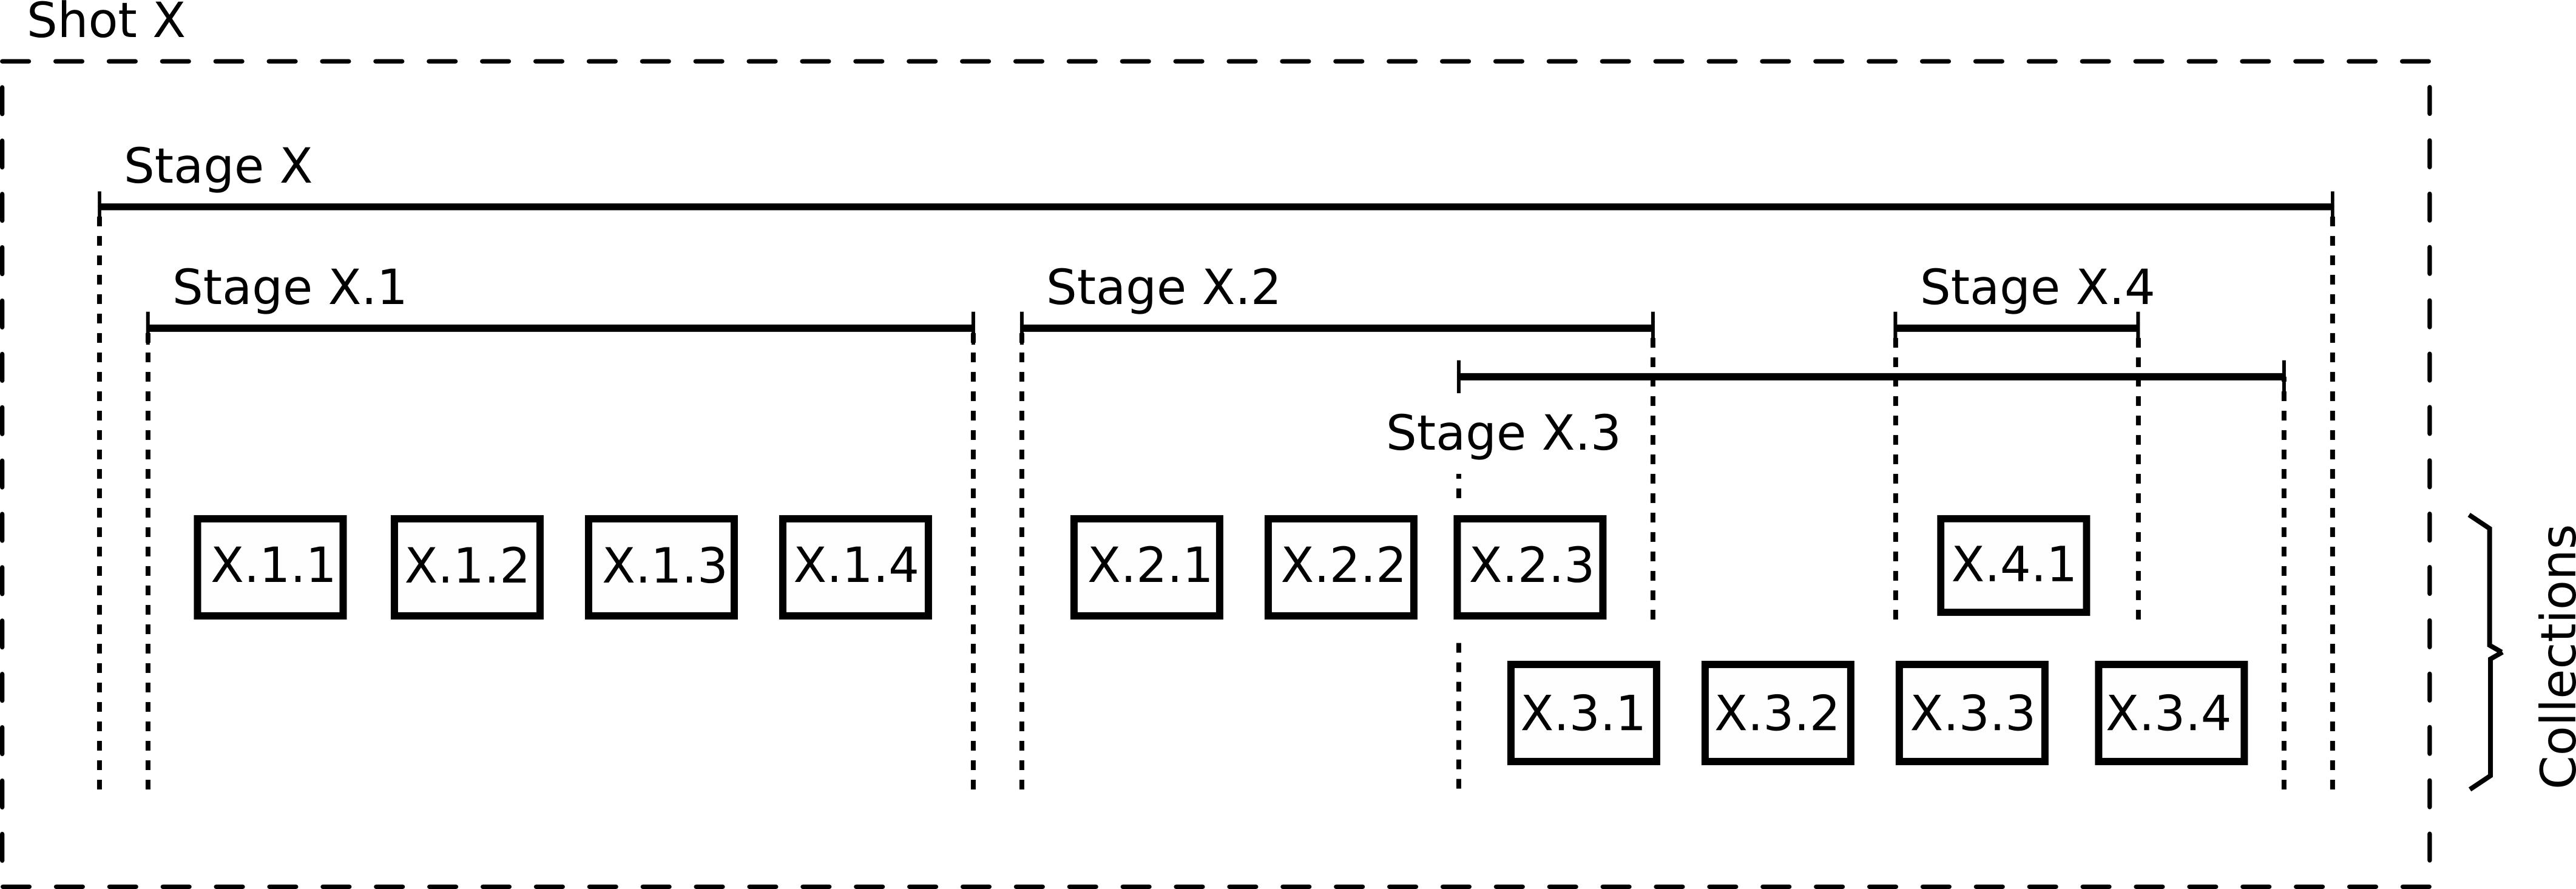 Shot X
Stage X
Stage X.1
Stage X.2
Stage X.4
Stage X.3
X.1.1
X.1.2
X.1.3
X.1.4
X.2.1
X.2.2
X.2.3
X.4.1
X.3.1
X.3.2
X.3.3
X.3.4
Collections